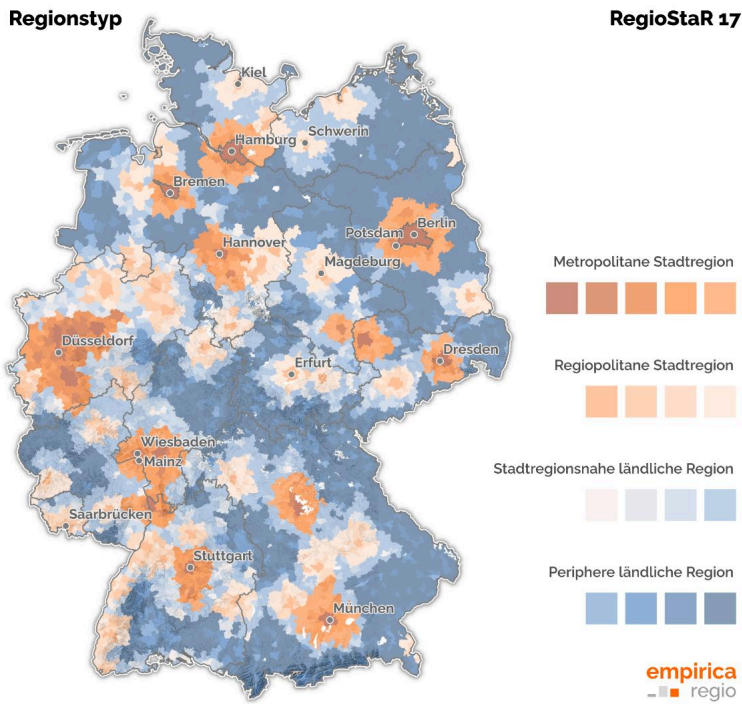 Regionstyp
RegioStaR 17
Kiel
Schwerin
Hamburg
Bremen
Berlin
Potsdam
Hannover
Magdeburg
Metropolitane Stadtregion
Düsseldorf
Dresden
Erfurt
Regiopolitane Stadtregion
Wiesbaden
Mainz
Stadtregionsnahe ländliche Region
Saarbrücken
Stuttgart
Periphere ländliche Region
München
empirica
regio